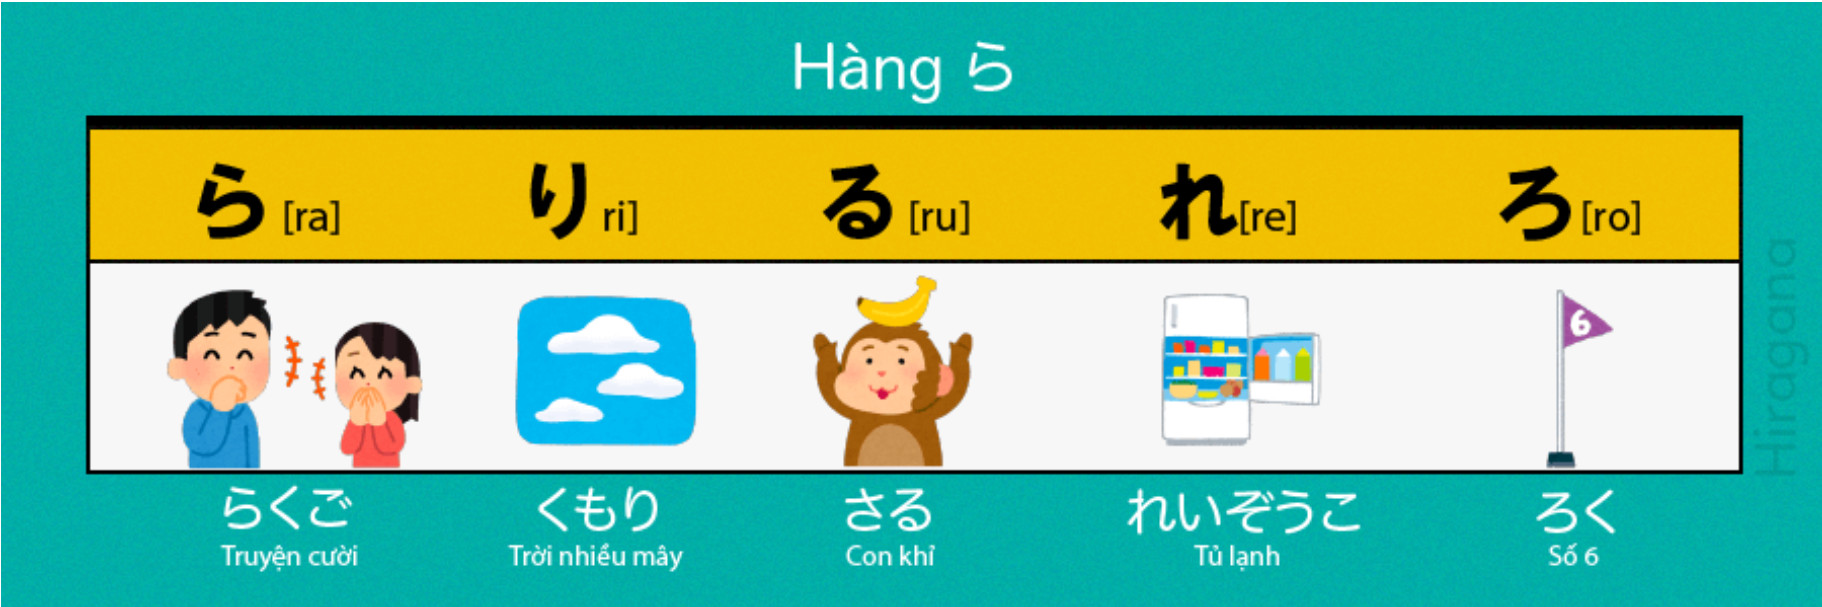 Hàng ら
ら [ra] り ri] る [ru] れ[re] ろ[ro]
6
らくご くもり さる れいぞうこ ろく
Truyện cười Trời nhiều mây Con khỉ Tủ lạnh Số 6
Hiragana